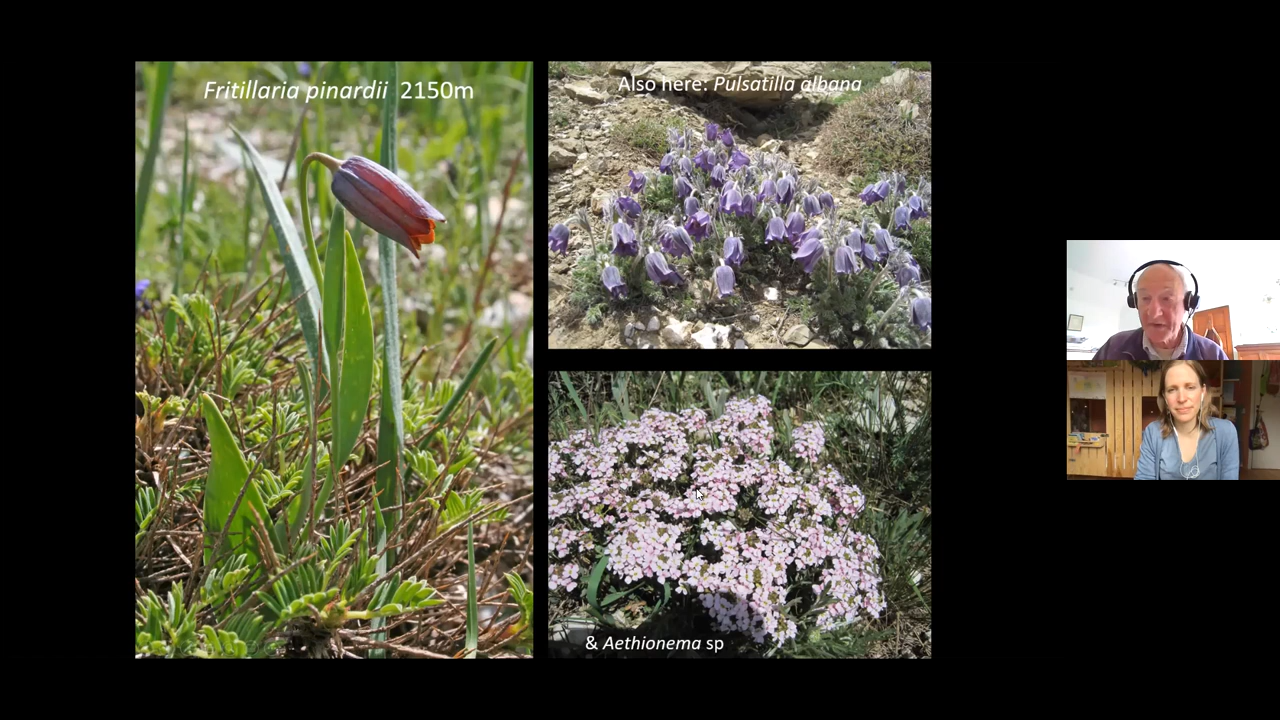 Fritillaria pinardii 2150m
Also here: Pulsatilla albana
& Aethionema sp